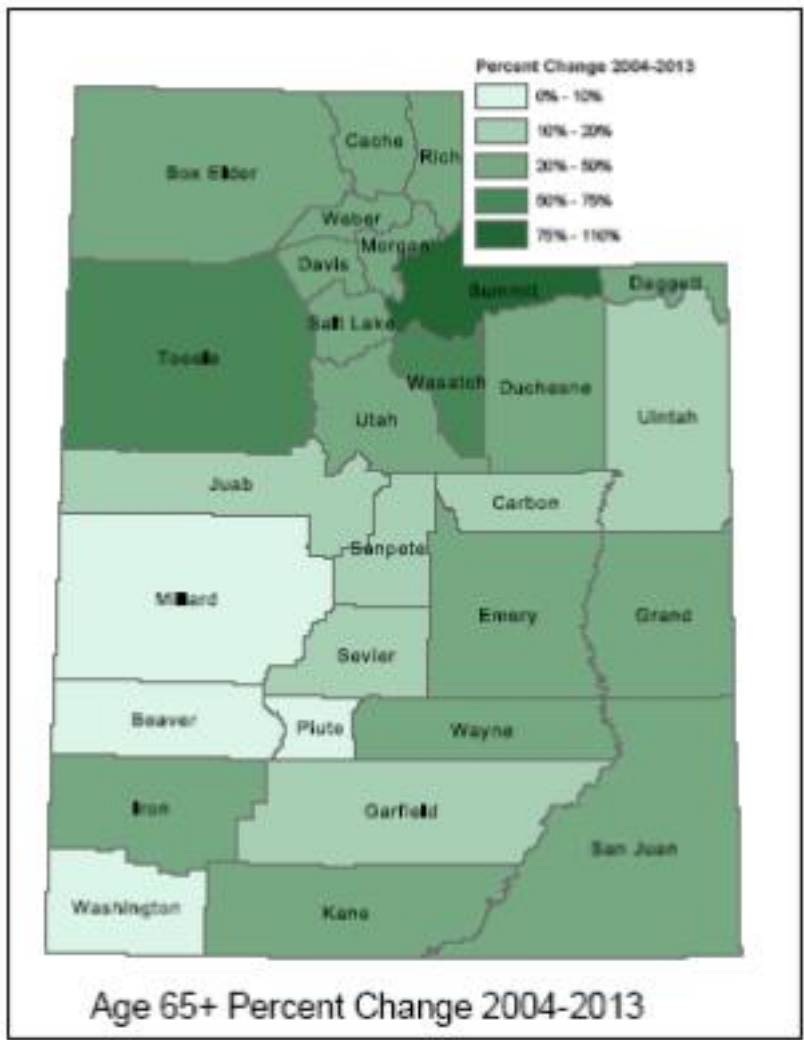 Percent Change 2004-2013
0% - 10%
10% - 20%
20% - 50%
50% - 75%
75% - 110%
Cache
Rich
Box Elder
Weber
Morgan
Davis
Summit
Daggett
Salt Lake
Tooele
Wasatch
Duchesne
Utah
Uintah
Juab
Carbon
Sanpete
Millard
Emery
Grand
Sevier
Beaver
Piute
Wayne
Iron
Garfield
San Juan
Washington
Kane
Age 65+ Percent Change 2004-2013